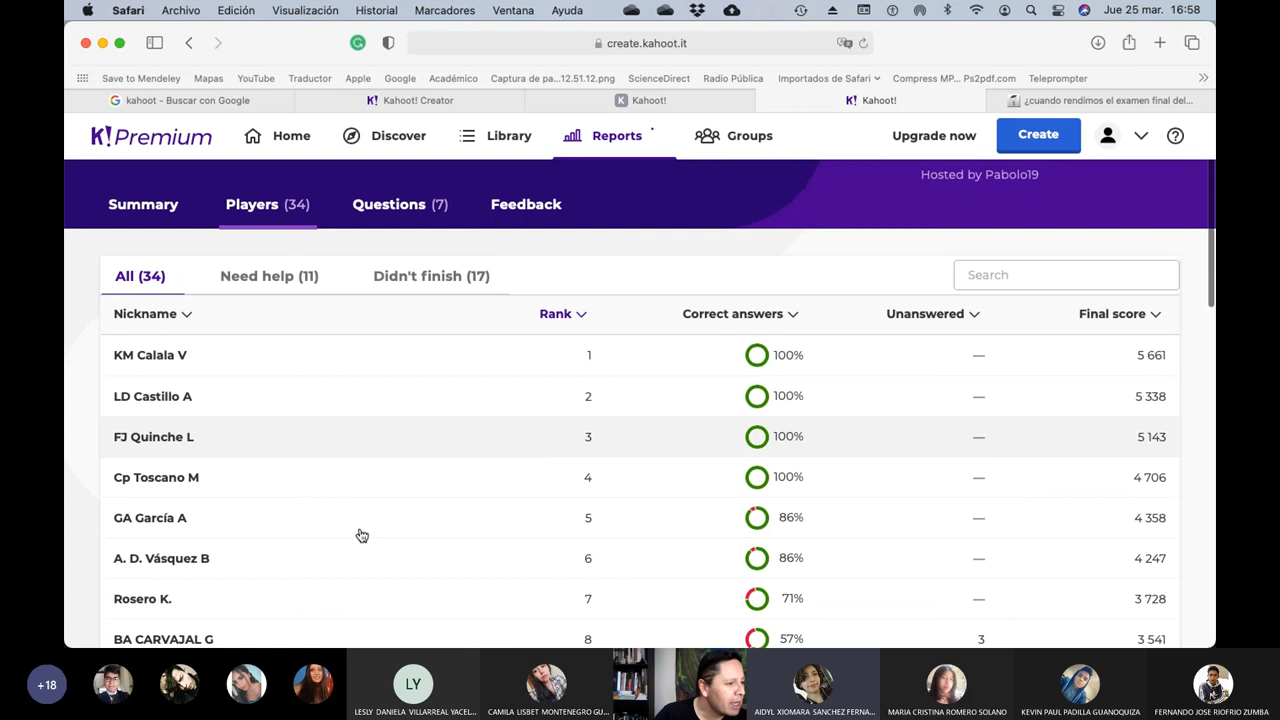 Safari Archivo Edición Visualización Historial Marcadores Ventana Ayuda Jue 25 mar. 16:58
create.kahoot.it
Save to Mendeley Mapas YouTube Traductor Apple Google Académico Captura de pa...12.51.12.png ScienceDirect Radio Pública Importados de Safari Compress MP... Ps2pdf.com Teleprompter
kahoot - Buscar con Google K! Kahoot! Creator K Kahoot! K! Kahoot! ¿cuando rendimos el examen final del...
K!Premium Home Discover Library Reports Groups Upgrade now Create
Hosted by Pabolo19
Summary Players (34) Questions (7) Feedback
All (34) Need help (11) Didn't finish (17) Search
Nickname Rank Correct answers Unanswered Final score
KM Calala V 1 100% — 5 661
LD Castillo A 2 100% — 5 338
FJ Quinche L 3 100% — 5 143
Cp Toscano M 4 100% — 4 706
GA García A 5 86% — 4 358
A. D. Vásquez B 6 86% — 4 247
Rosero K. 7 71% — 3 728
BA CARVAJAL G 8 57% 3 3 541
+18 LY
LESLY DANIELA VILLARREAL YACEL... CAMILA LISBET MONTENEGRO GU... AIDYL XIOMARA SANCHEZ FERNA... MARIA CRISTINA ROMERO SOLANO KEVIN PAUL PADILLA GUANOQUIZA FERNANDO JOSE RIOFRIO ZUMBA